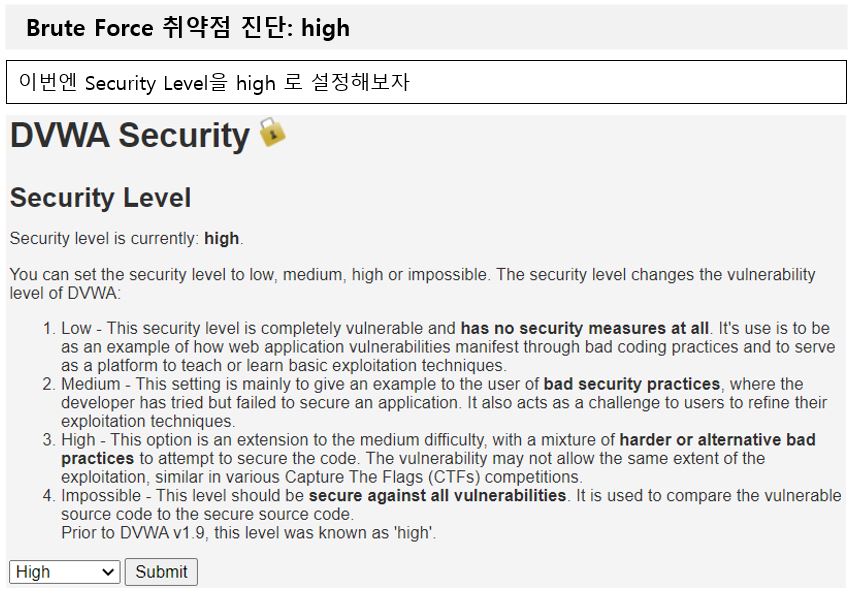 Brute Force 취약점 진단: high
이번엔 Security Level을 high 로 설정해보자
DVWA Security
Security Level
Security level is currently: high.
You can set the security level to low, medium, high or impossible. The security level changes the vulnerability
level of DVWA:
1. Low - This security level is completely vulnerable and has no security measures at all. It's use is to be
as an example of how web application vulnerabilities manifest through bad coding practices and to serve
as a platform to teach or learn basic exploitation techniques.
2. Medium - This setting is mainly to give an example to the user of bad security practices, where the
developer has tried but failed to secure an application. It also acts as a challenge to users to refine their
exploitation techniques.
3. High - This option is an extension to the medium difficulty, with a mixture of harder or alternative bad
practices to attempt to secure the code. The vulnerability may not allow the same extent of the
exploitation, similar in various Capture The Flags (CTFs) competitions.
4. Impossible - This level should be secure against all vulnerabilities. It is used to compare the vulnerable
source code to the secure source code.
Prior to DVWA v1.9, this level was known as 'high'.
High Submit